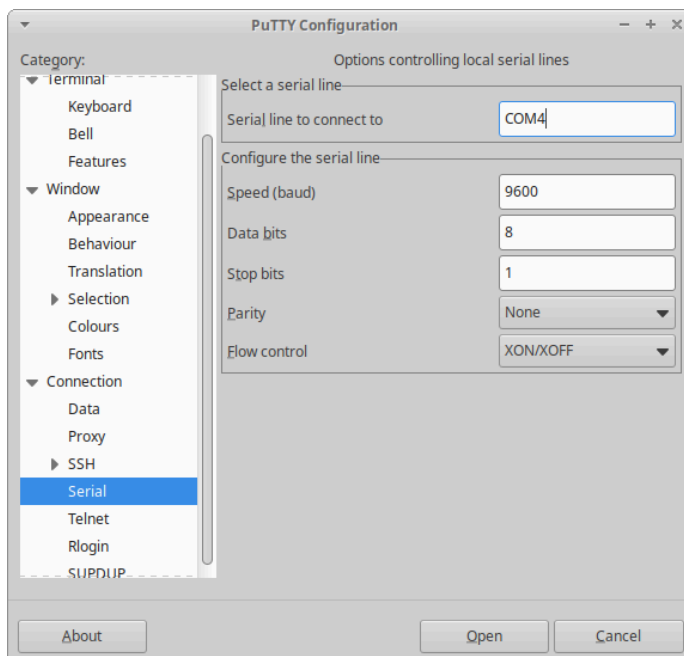 PuTTY Configuration
Category:
Options controlling local serial lines
Terminal
Keyboard
Bell
Features
Window
Appearance
Behaviour
Translation
Selection
Colours
Fonts
Connection
Data
Proxy
SSH
Serial
Telnet
Rlogin
SUPDUP
Select a serial line
Serial line to connect to COM4
Configure the serial line
Speed (baud) 9600
Data bits 8
Stop bits 1
Parity None
Flow control XON/XOFF
About Open Cancel